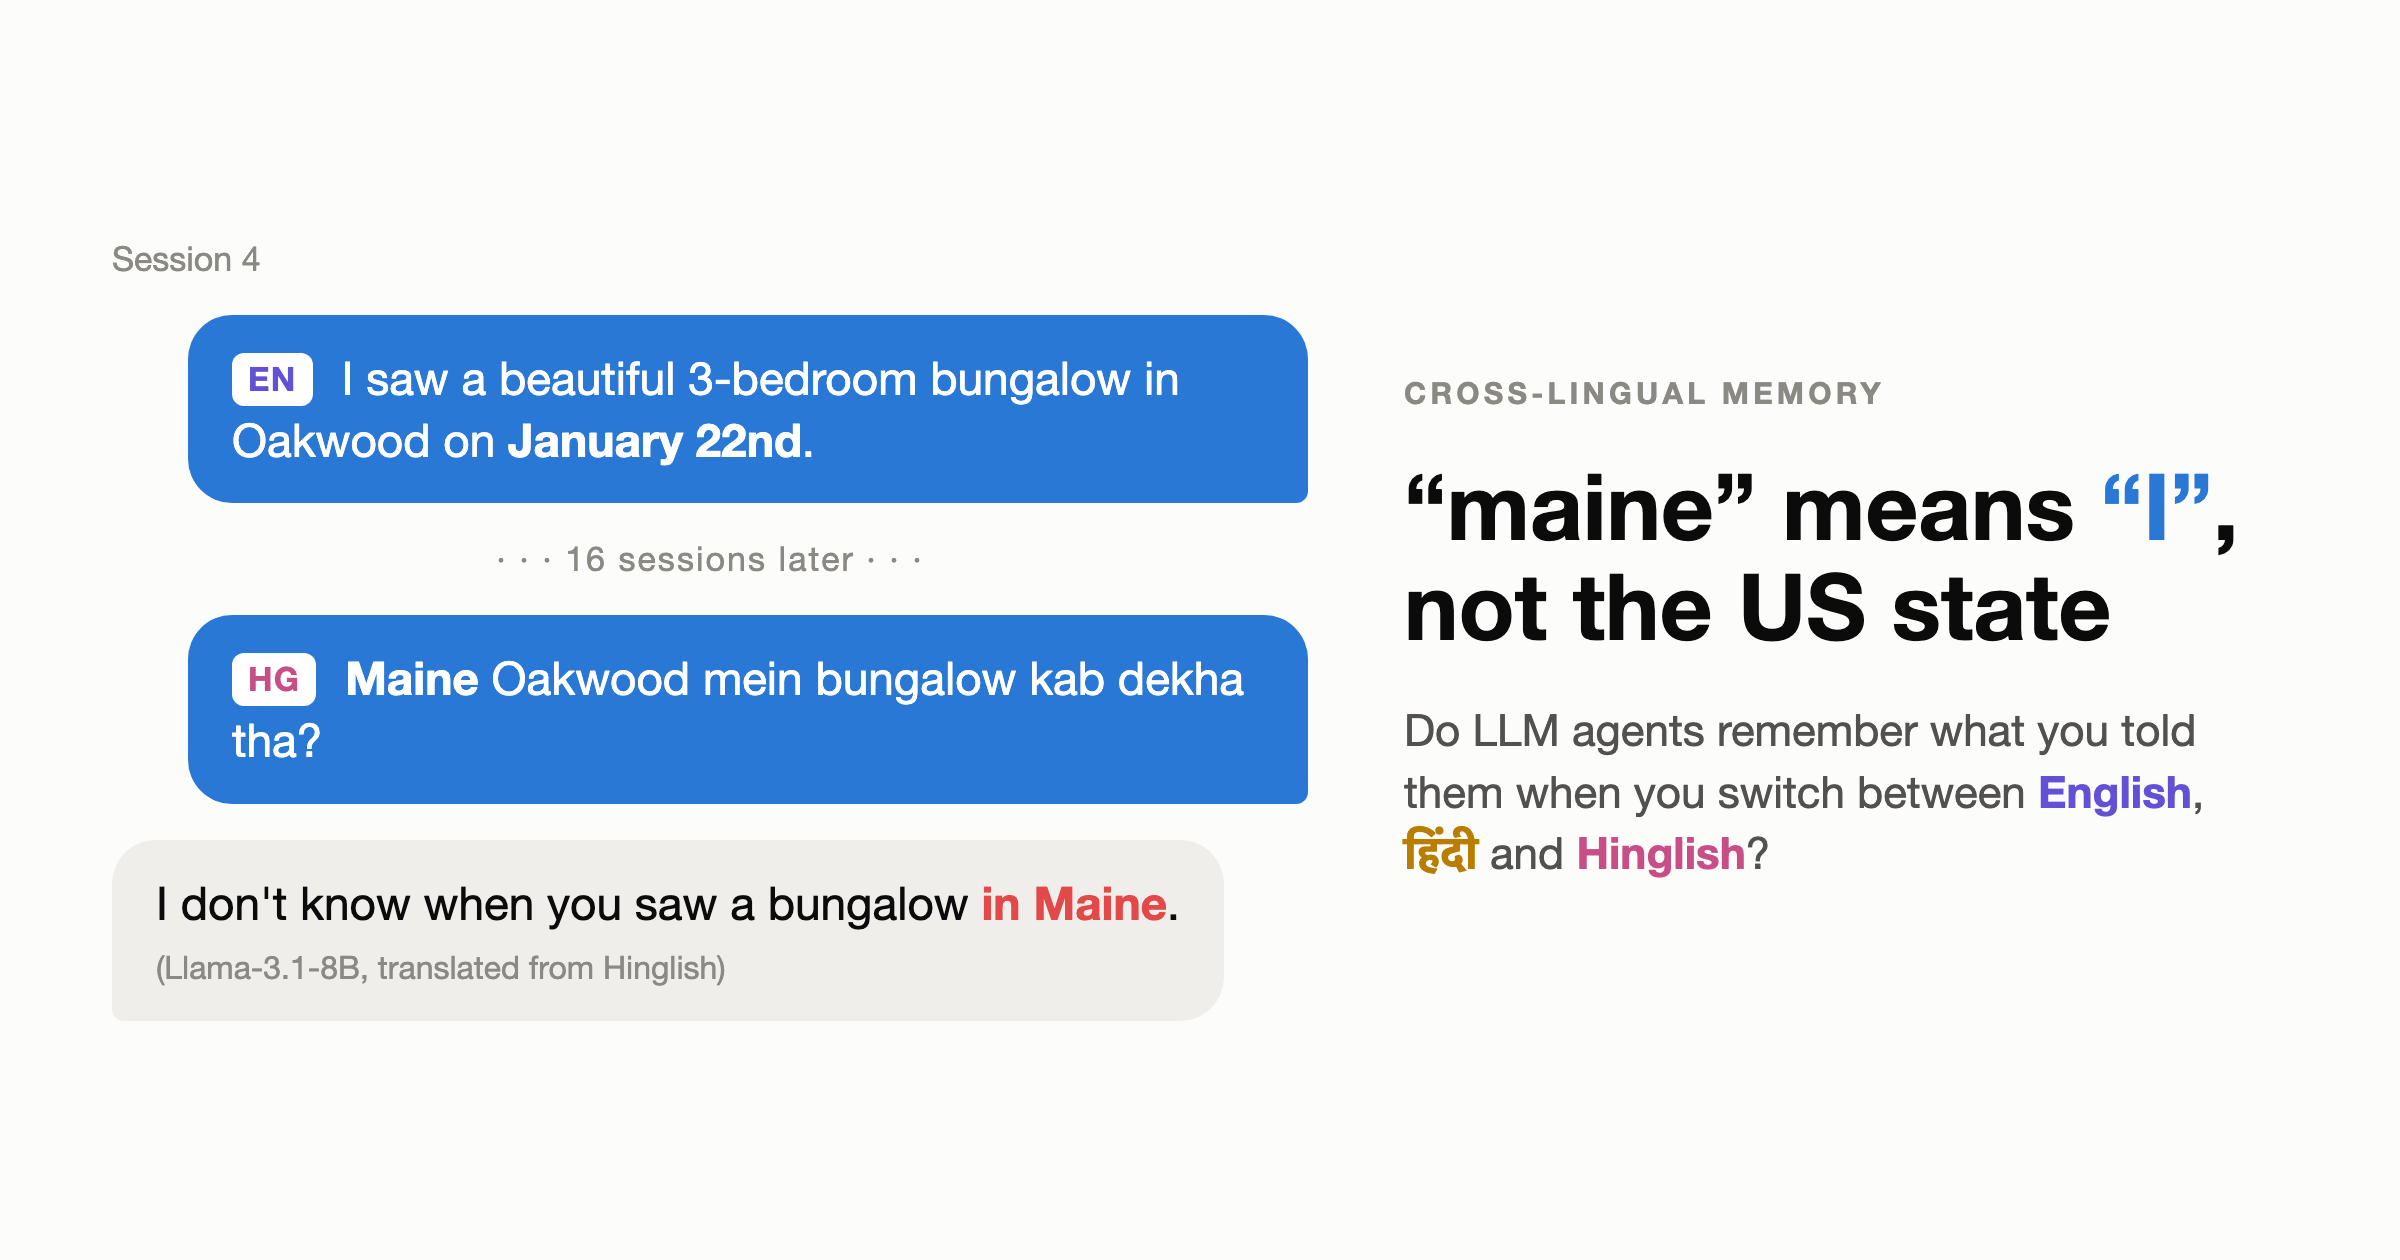 Session 4
EN I saw a beautiful 3-bedroom bungalow in
Oakwood on January 22nd.
· · · 16 sessions later · · ·
HG Maine Oakwood mein bungalow kab dekha
tha?
I don't know when you saw a bungalow in Maine.
(Llama-3.1-8B, translated from Hinglish)
CROSS-LINGUAL MEMORY
“maine” means “I”,
not the US state
Do LLM agents remember what you told
them when you switch between English,
हिंदी and Hinglish?